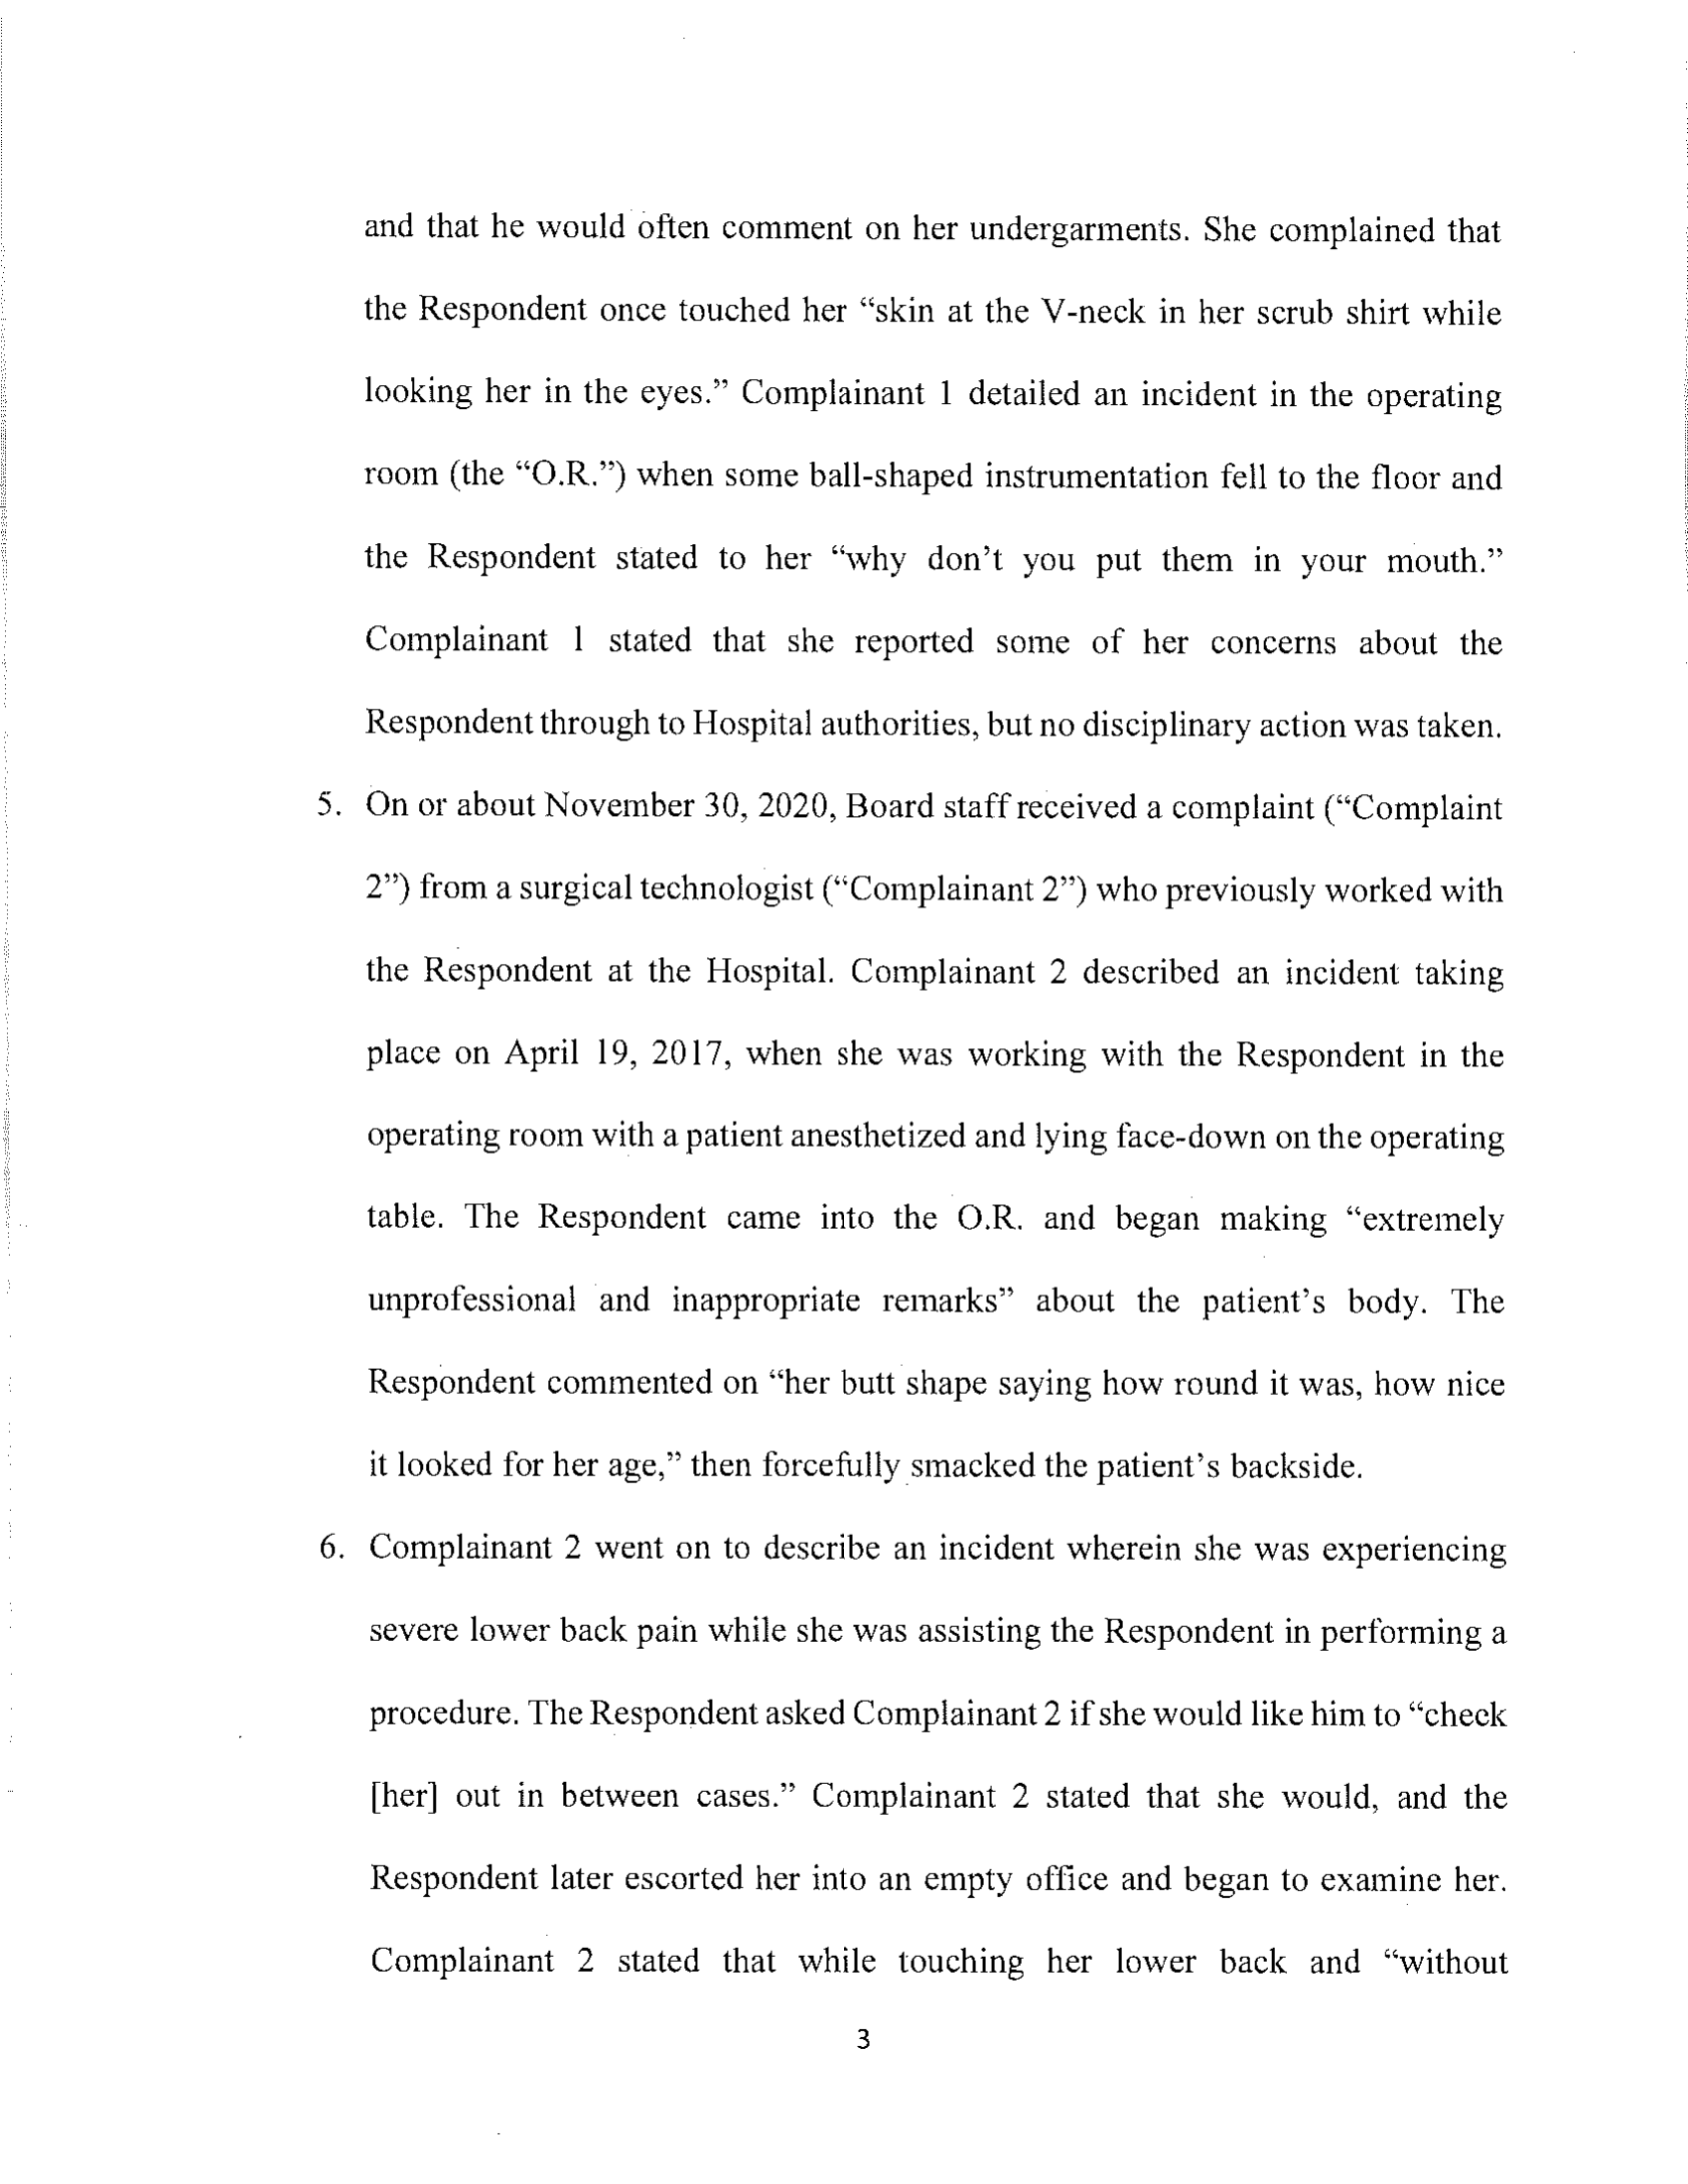 and that he would often comment on her undergarments. She complained that
the Respondent once touched her “skin at the V-neck in her scrub shirt while
looking her in the eyes.” Complainant 1 detailed an incident in the operating
room (the “O.R.”) when some ball-shaped instrumentation fell to the floor and
the Respondent stated to her “why don’t you put them in your mouth.”
Complainant 1 stated that she reported some of her concerns about the
Respondent through to Hospital authorities, but no disciplinary action was taken.
5. On or about November 30, 2020, Board staff received a complaint (“Complaint
2”) from a surgical technologist (“Complainant 2”) who previously worked with
the Respondent at the Hospital. Complainant 2 described an incident taking
place on April 19, 2017, when she was working with the Respondent in the
operating room with a patient anesthetized and lying face-down on the operating
table. The Respondent came into the O.R. and began making “extremely
unprofessional and inappropriate remarks” about the patient’s body. The
Respondent commented on “her butt shape saying how round it was, how nice
it looked for her age,” then forcefully smacked the patient’s backside.
6. Complainant 2 went on to describe an incident wherein she was experiencing
severe lower back pain while she was assisting the Respondent in performing a
procedure. The Respondent asked Complainant 2 if she would like him to “check
[her] out in between cases.” Complainant 2 stated that she would, and the
Respondent later escorted her into an empty office and began to examine her.
Complainant 2 stated that while touching her lower back and “without
3